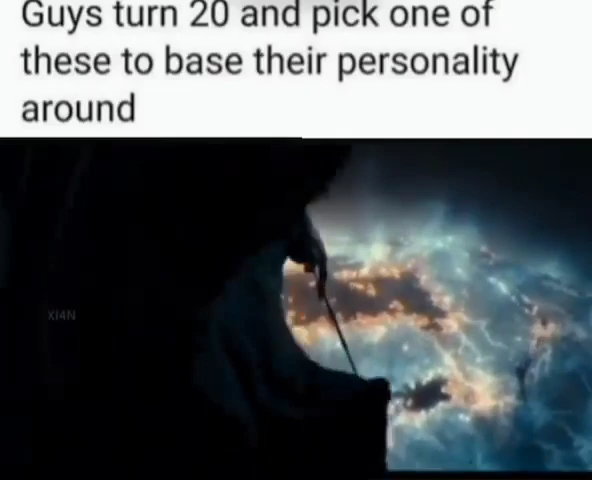 Guys turn 20 and pick one of
these to base their personality
around
XI4N